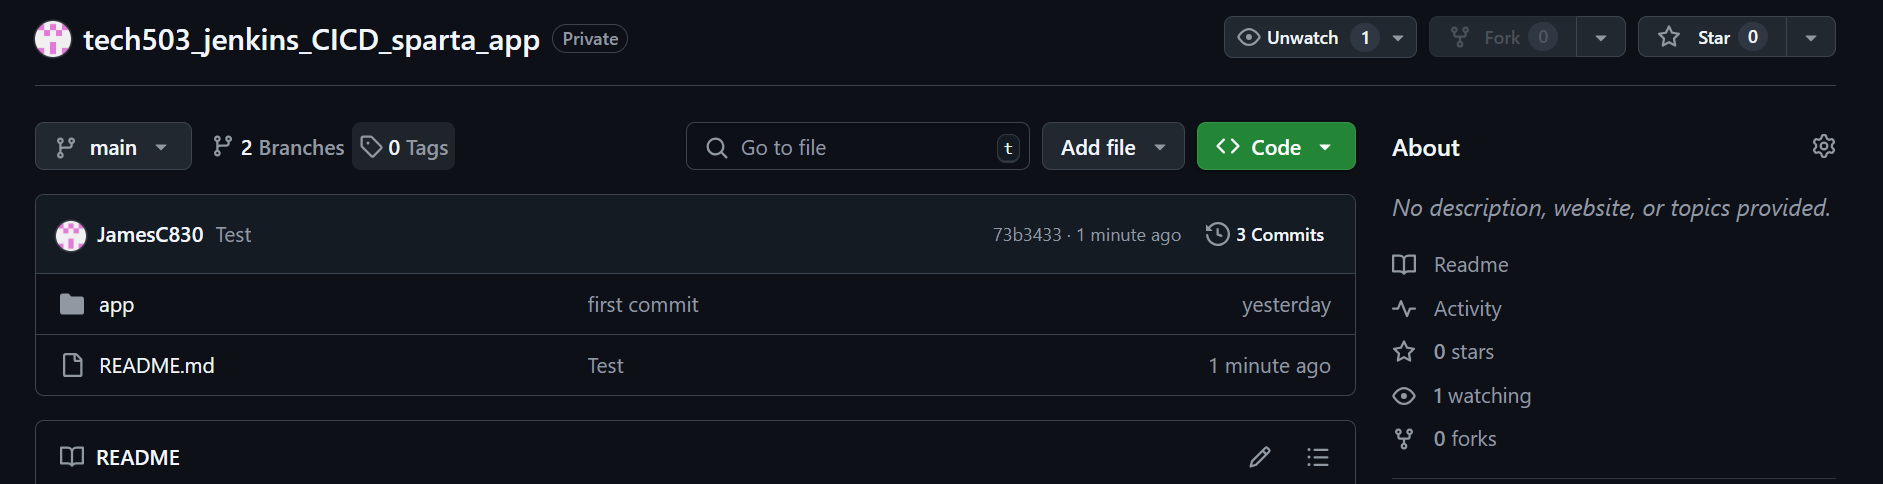 tech503_jenkins_CICD_sparta_app Private Unwatch 1 Fork 0 Star 0
main 2 Branches 0 Tags Go to file t Add file Code About
No description, website, or topics provided.
JamesC830 Test 73b3433 · 1 minute ago 3 Commits
Readme
app first commit yesterday
Activity
0 stars
README.md Test 1 minute ago
1 watching
0 forks
README